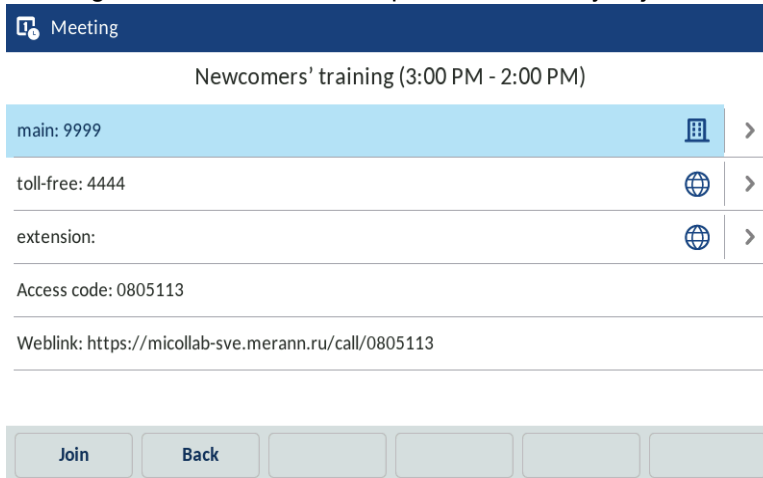 Meeting
Newcomers’ training (3:00 PM - 2:00 PM)
main: 9999
toll-free: 4444
extension:
Access code: 0805113
Weblink: https://micollab-sve.merann.ru/call/0805113
Join Back